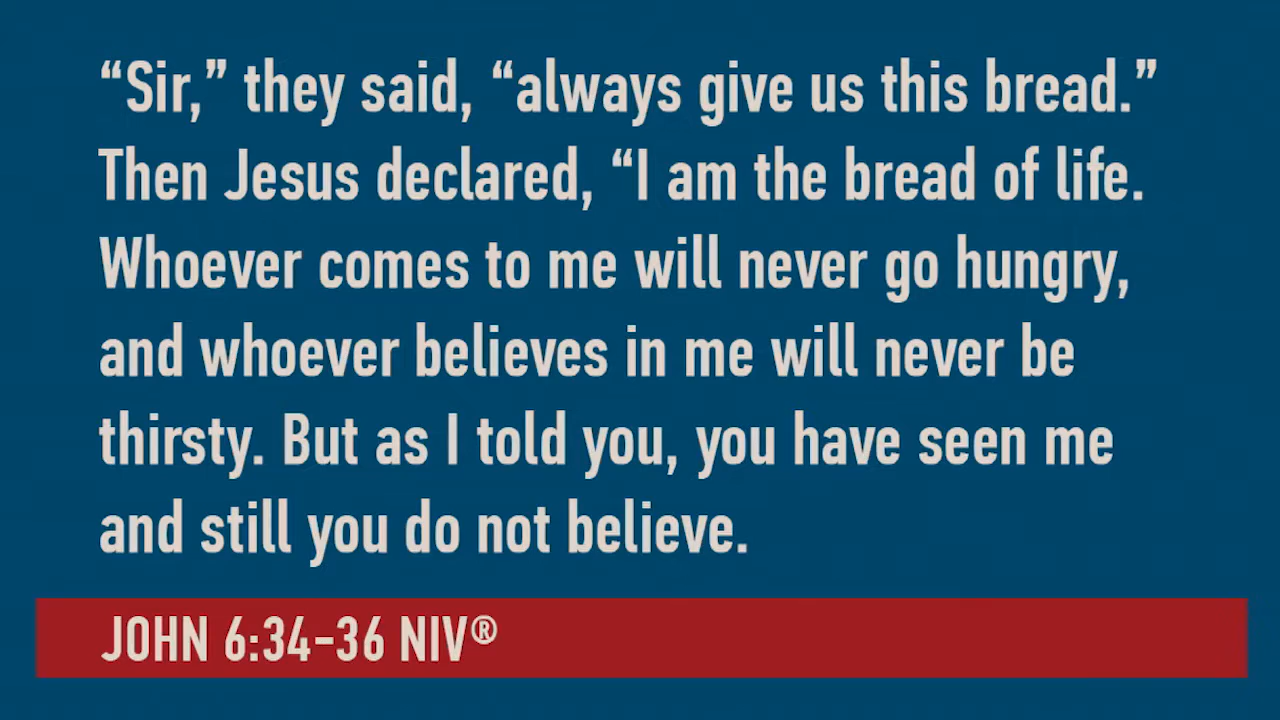 “Sir,” they said, “always give us this bread.”
Then Jesus declared, “I am the bread of life.
Whoever comes to me will never go hungry,
and whoever believes in me will never be
thirsty. But as I told you, you have seen me
and still you do not believe.
JOHN 6:34-36 NIV®